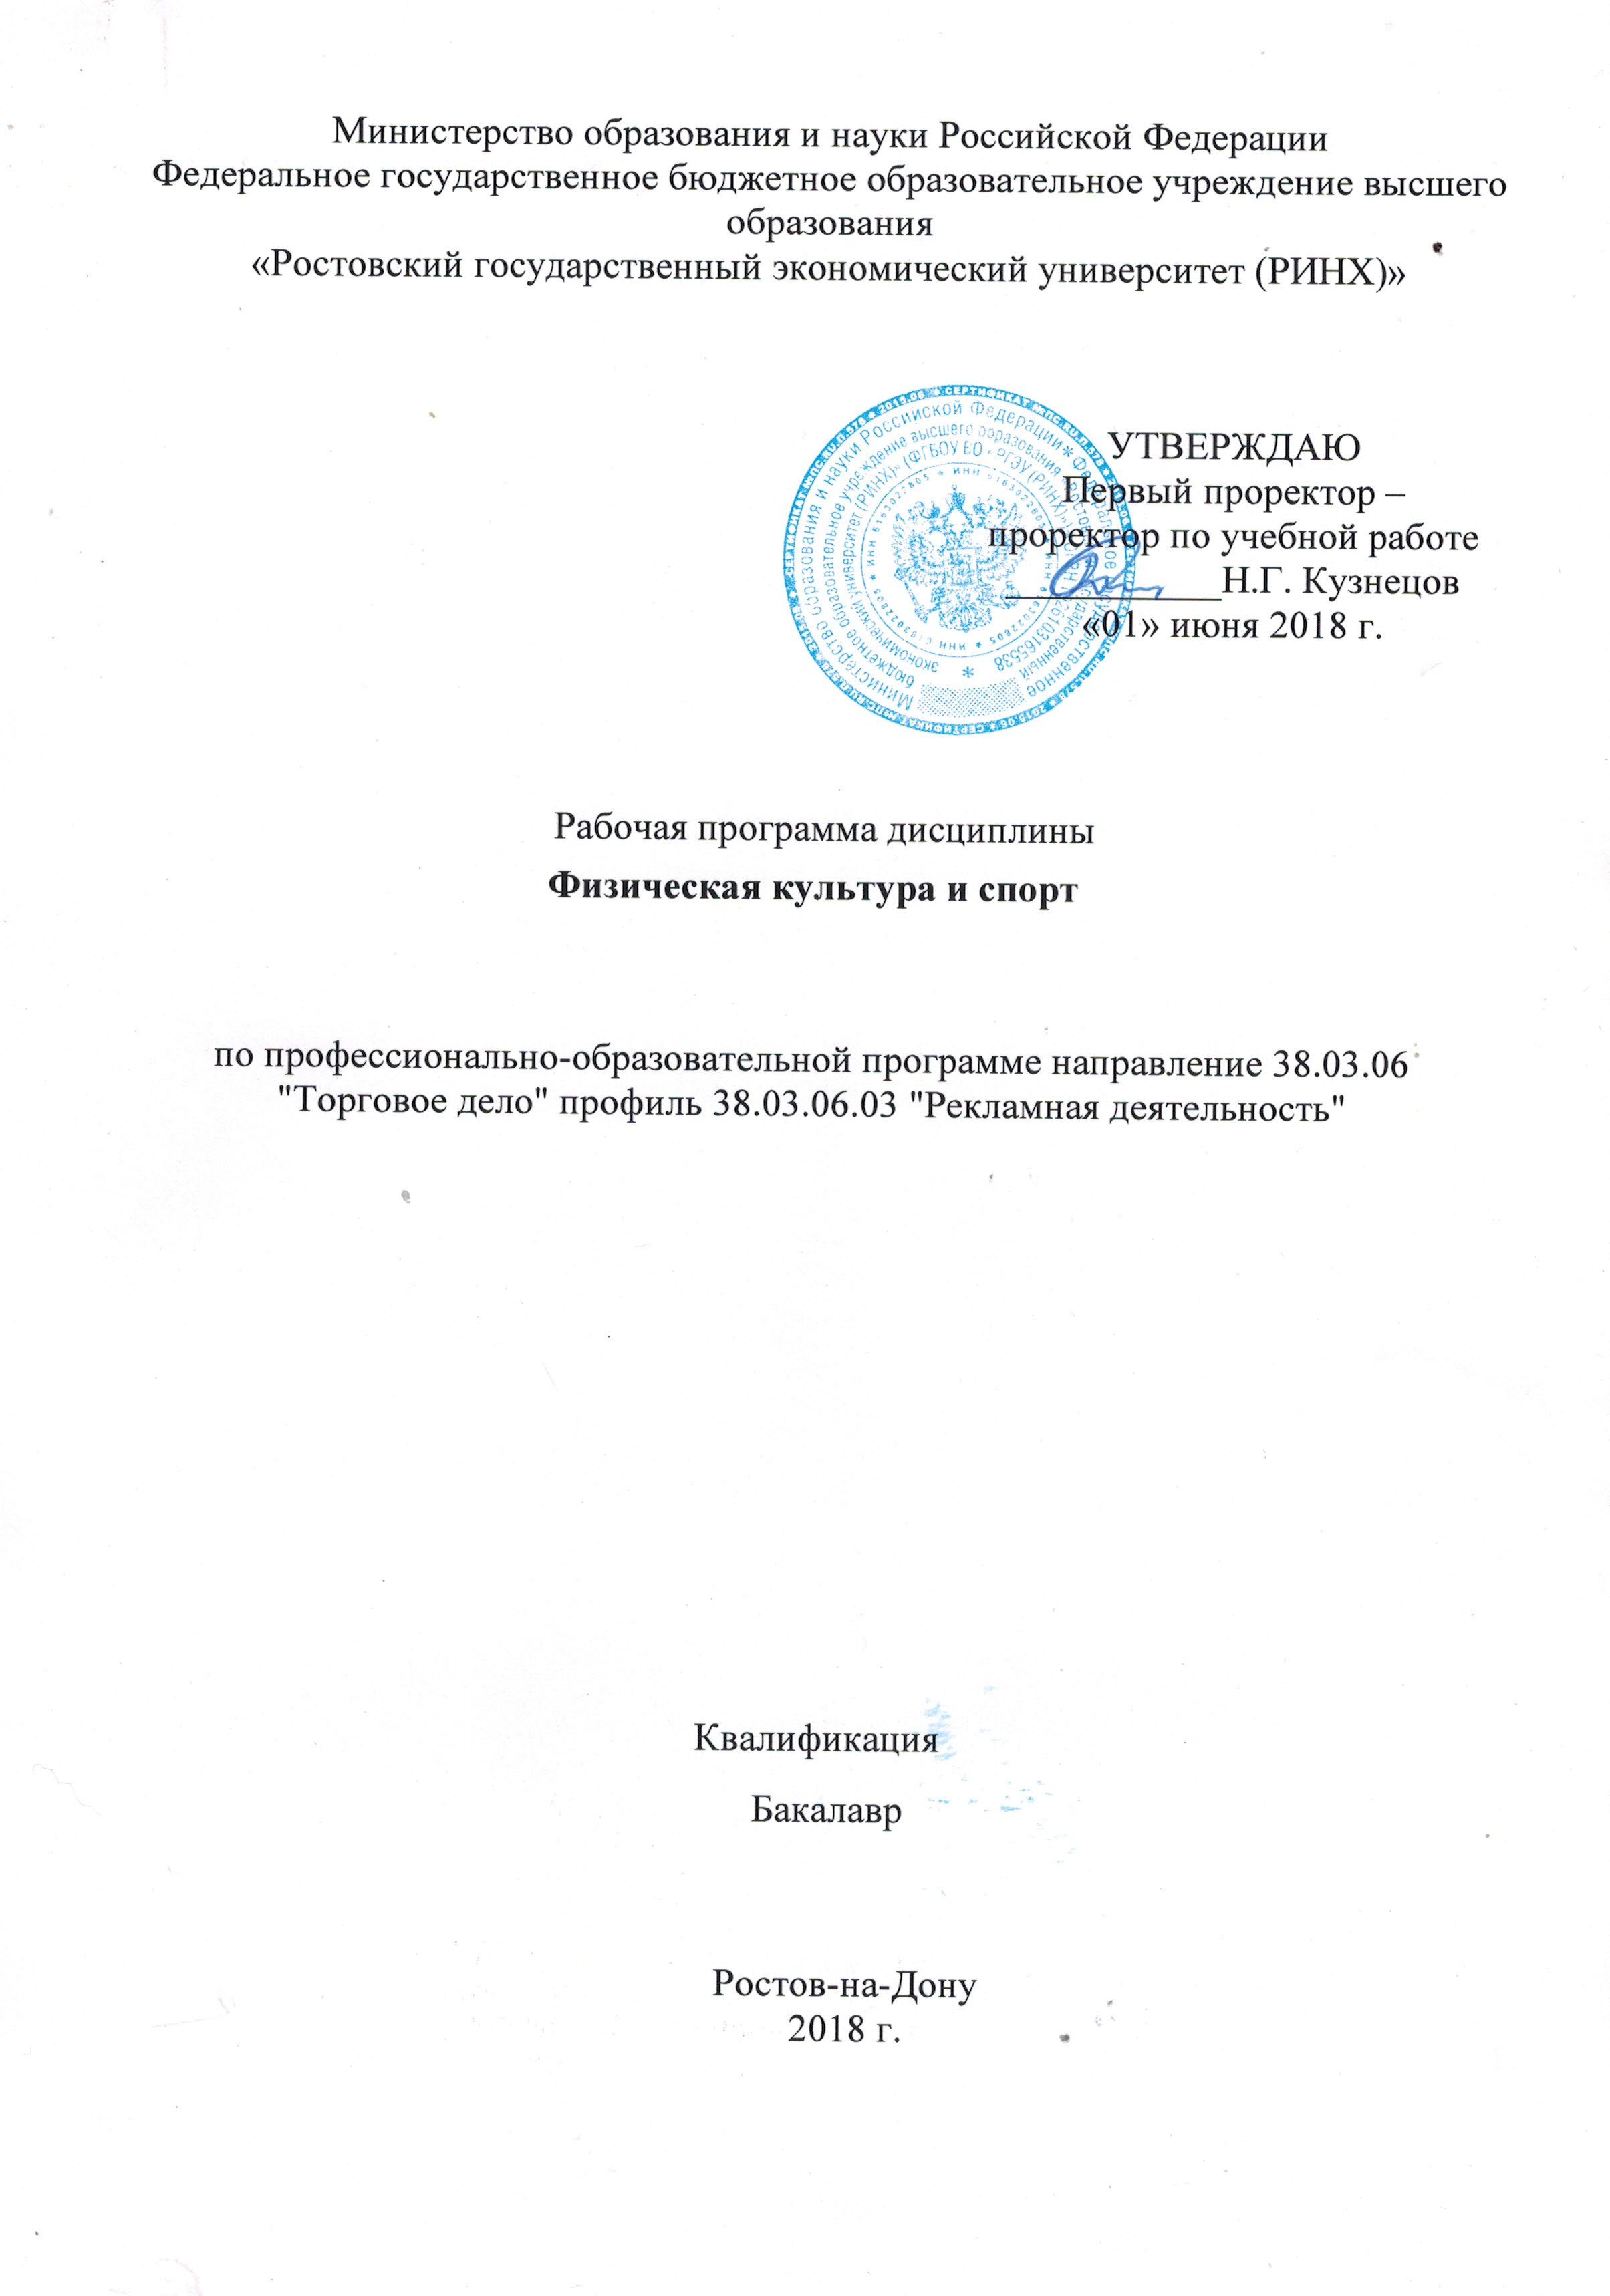 Министерство образования и науки Российской Федерации
Федеральное государственное бюджетное образовательное учреждение высшего
образования
«Ростовский государственный экономический университет (РИНХ)»
УТВЕРЖДАЮ
Первый проректор –
проректор по учебной работе
Н.Г. Кузнецов
«01» июня 2018 г.
Рабочая программа дисциплины
Физическая культура и спорт
по профессионально-образовательной программе направление 38.03.06
"Торговое дело" профиль 38.03.06.03 "Рекламная деятельность"
Квалификация
Бакалавр
Ростов-на-Дону
2018 г.